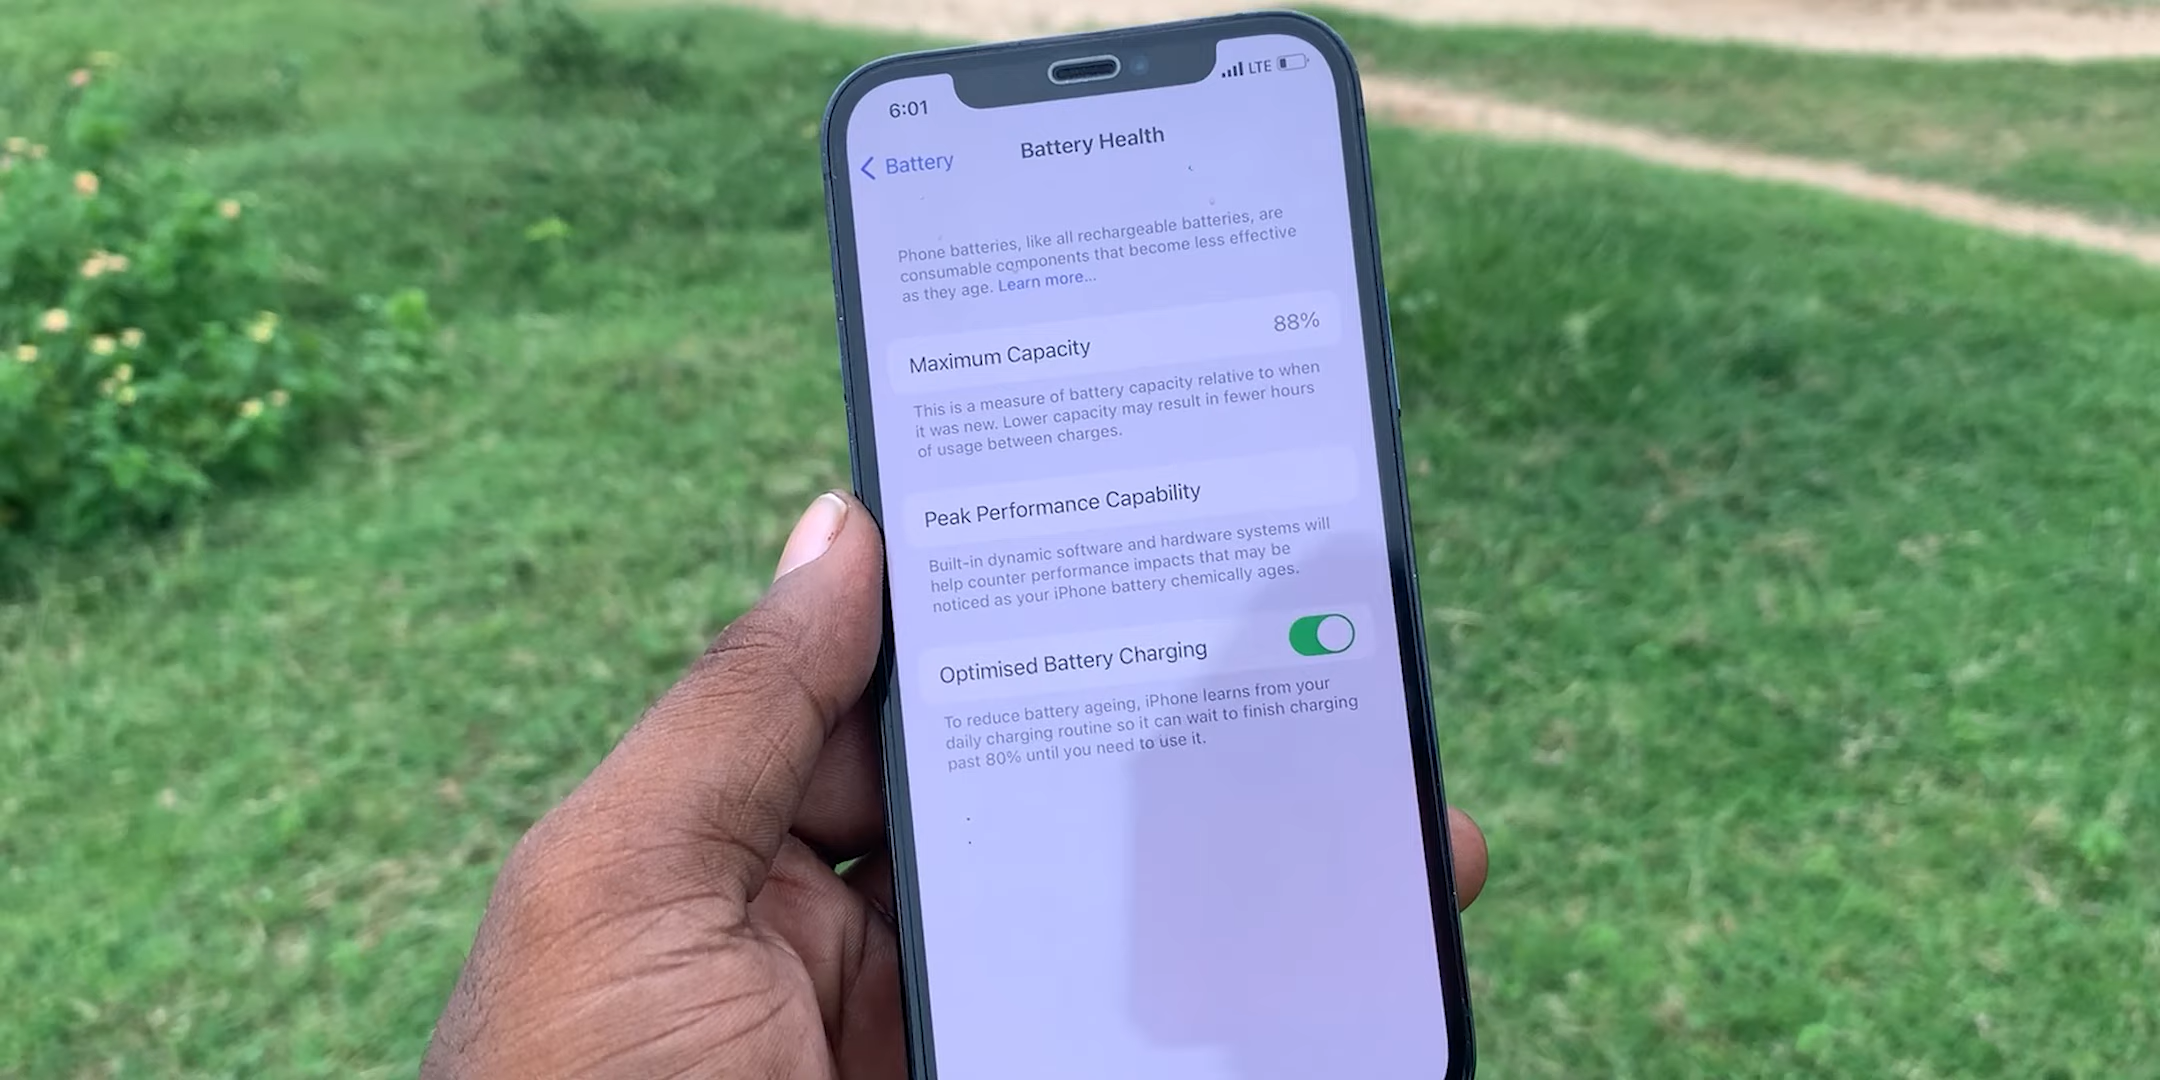 6:01
LTE
Battery
Battery Health
Phone batteries, like all rechargeable batteries, are
consumable components that become less effective
as they age. Learn more...
Maximum Capacity 88%
This is a measure of battery capacity relative to when
it was new. Lower capacity may result in fewer hours
of usage between charges.
Peak Performance Capability
Built-in dynamic software and hardware systems will
help counter performance impacts that may be
noticed as your iPhone battery chemically ages.
Optimised Battery Charging
To reduce battery ageing, iPhone learns from your
daily charging routine so it can wait to finish charging
past 80% until you need to use it.